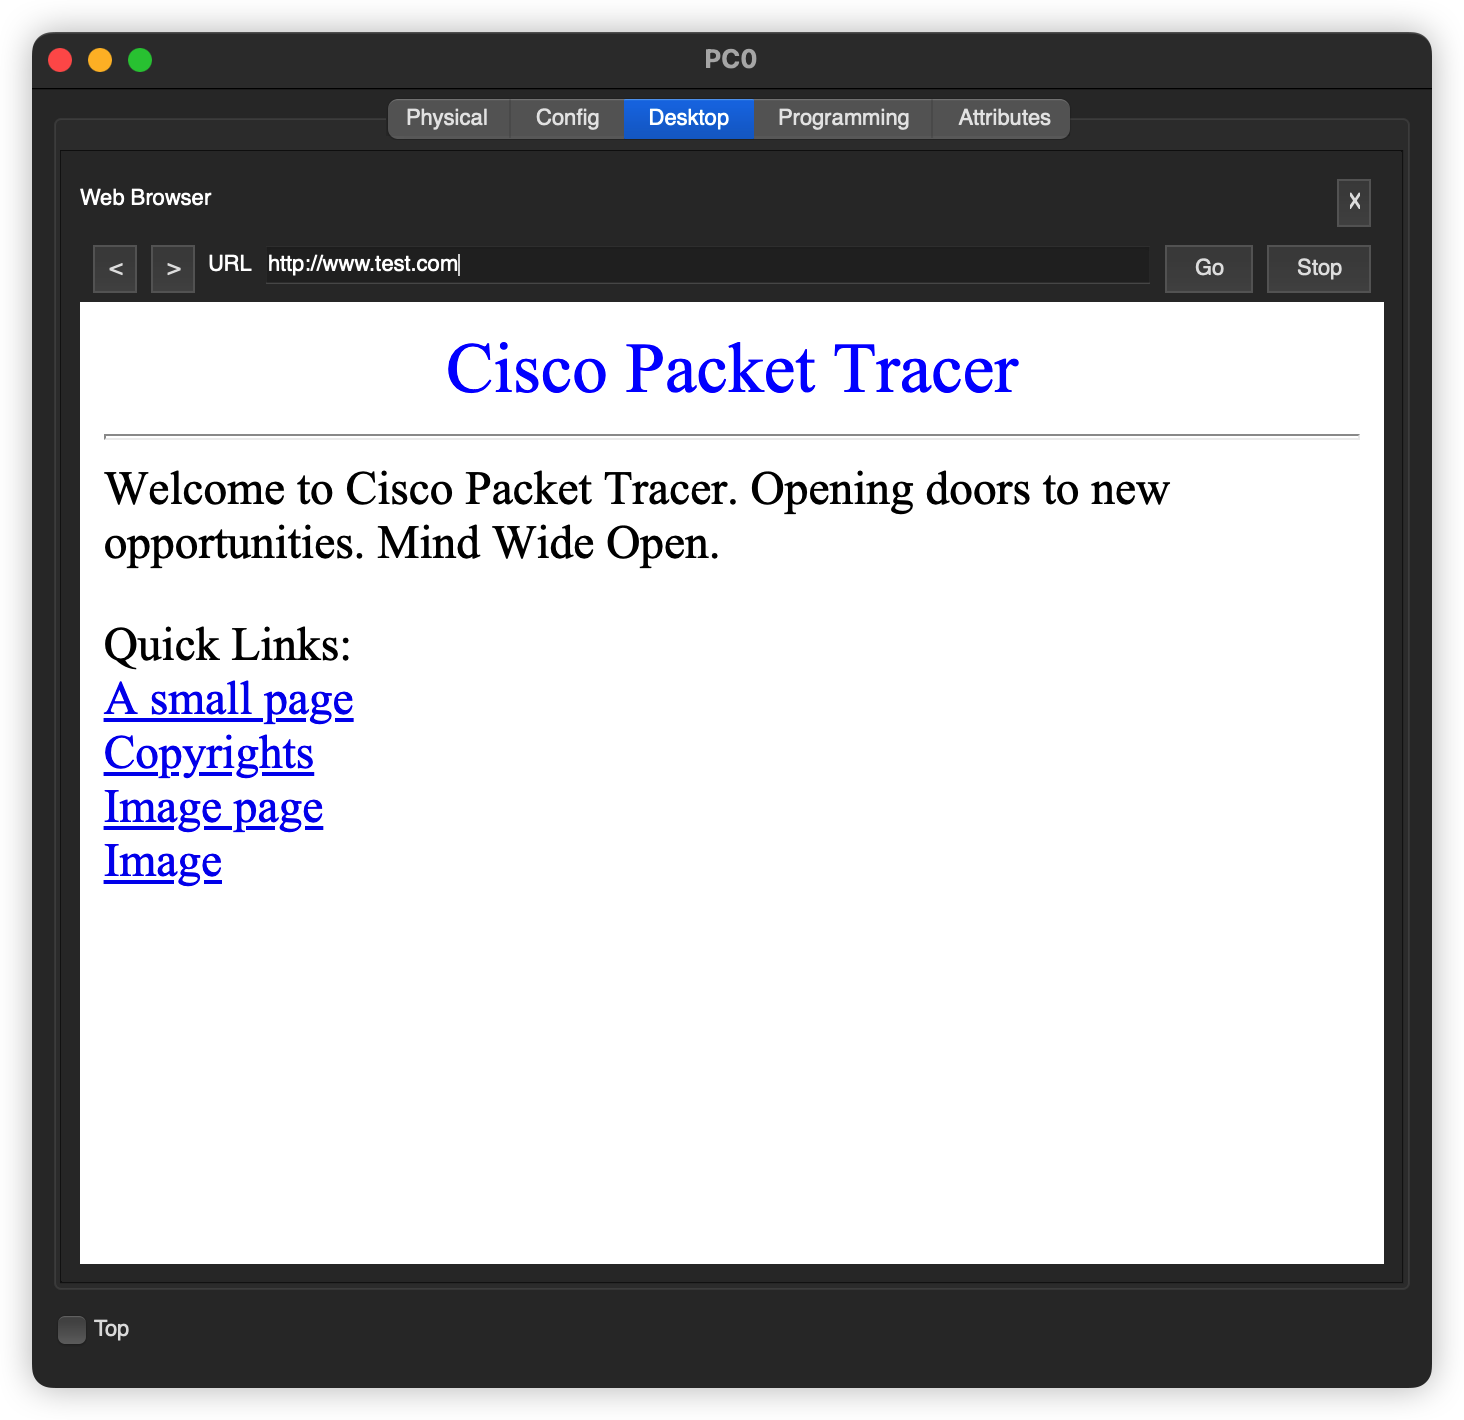 PC0
Physical Config Desktop Programming Attributes
Web Browser
X
< > URL http://www.test.com Go Stop
Cisco Packet Tracer
Welcome to Cisco Packet Tracer. Opening doors to new
opportunities. Mind Wide Open.
Quick Links:
A small page
Copyrights
Image page
Image
Top